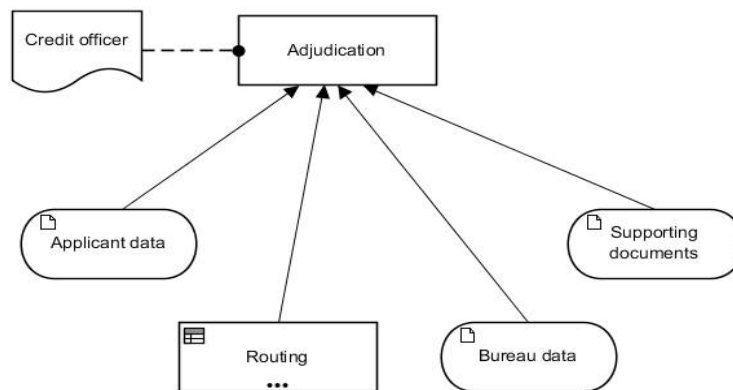 Credit officer
Adjudication
Applicant data
Supporting
documents
Routing
Bureau data